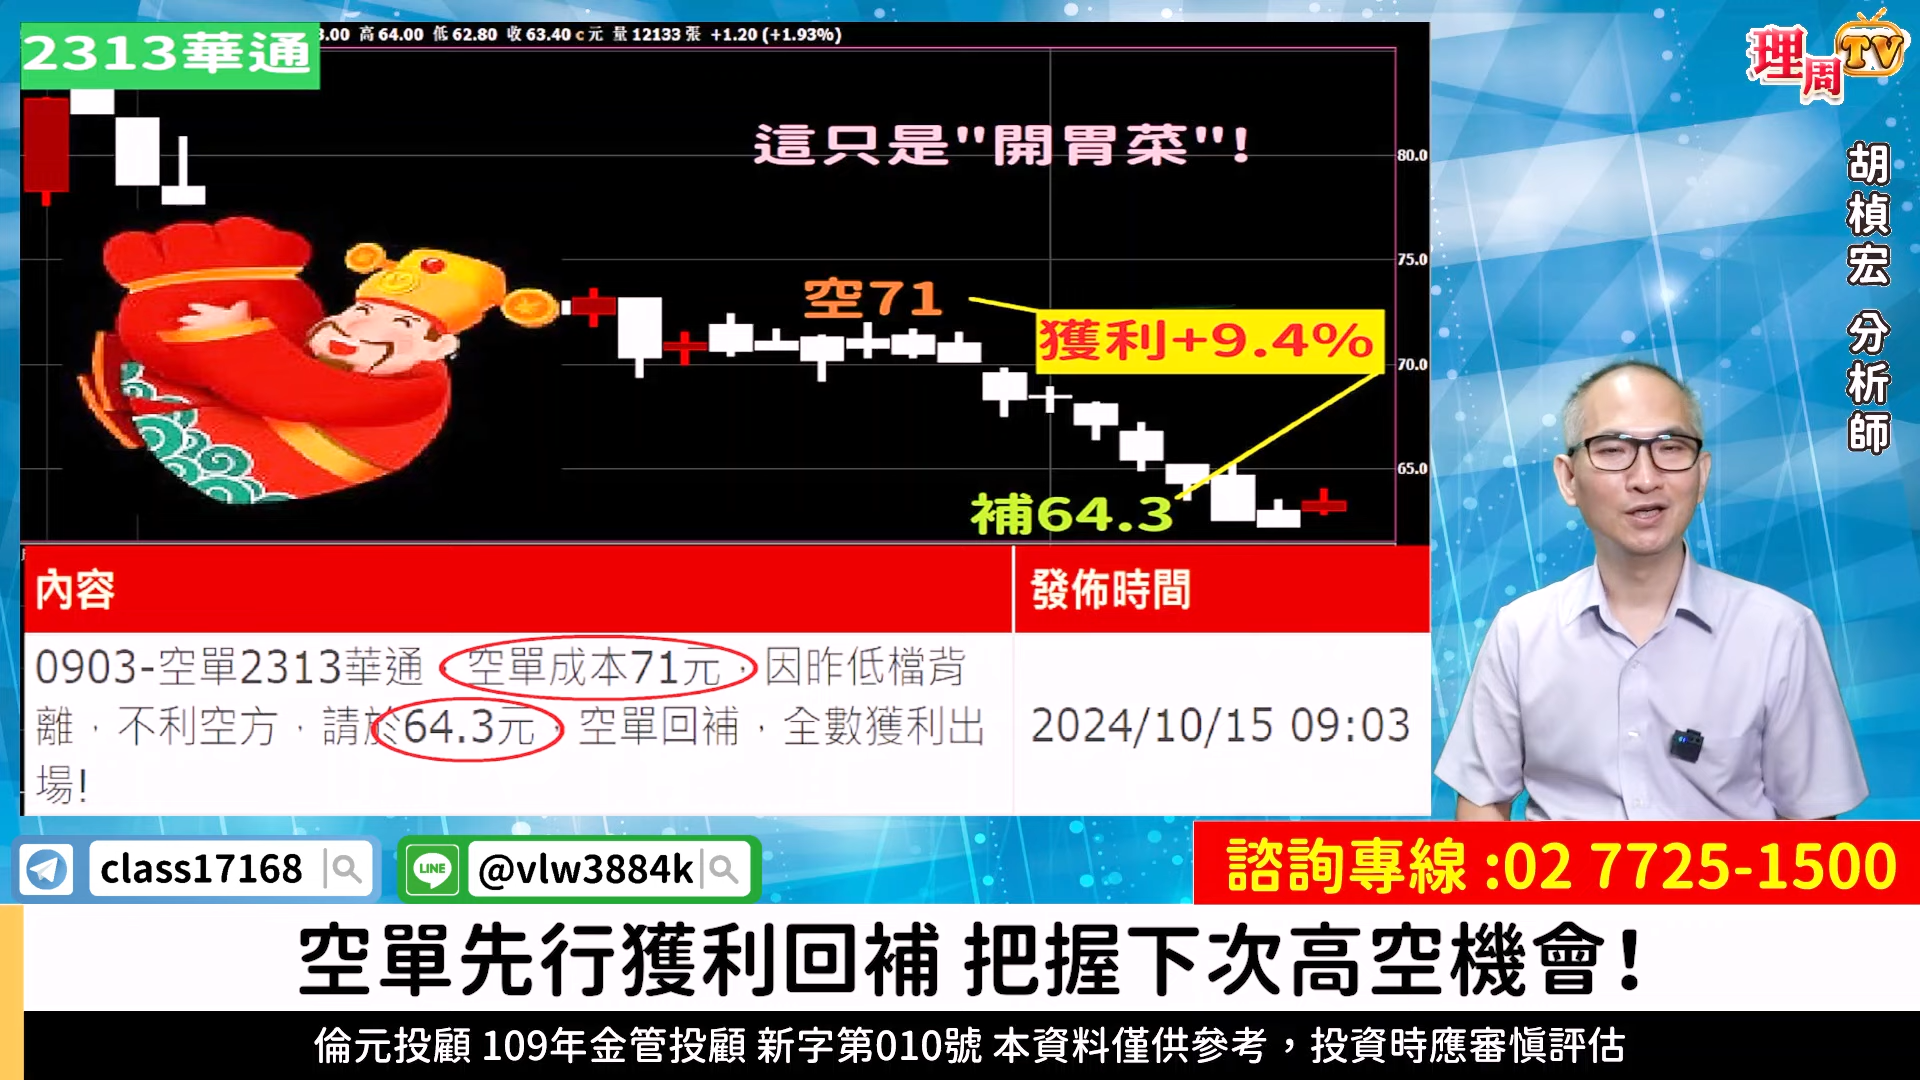 2313華通
3.00 高 64.00 低 62.80 收 63.40 c 元 量 12133 張 +1.20 (+1.93%)
理周TV
這只是"開胃菜"!
80.0
75.0
70.0
65.0
空71
獲利+9.4%
補64.3
胡楨宏 分析師
內容
發佈時間
0903-空單2313華通,空單成本71元,因昨低檔背
離,不利空方,請於64.3元,空單回補,全數獲利出
場!
2024/10/15 09:03
class17168
LINE
@vlw3884k
諮詢專線 :02 7725-1500
空單先行獲利回補 把握下次高空機會!
倫元投顧 109年金管投顧 新字第010號 本資料僅供參考,投資時應審慎評估